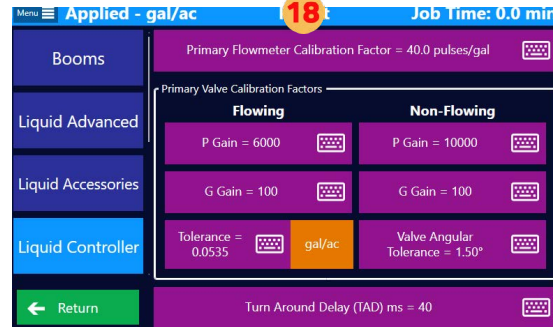 Menu Applied - gal/ac 18 t Job Time: 0.0 min
Booms
Primary Flowmeter Calibration Factor = 40.0 pulses/gal
Primary Valve Calibration Factors
Flowing
Non-Flowing
Liquid Advanced
P Gain = 6000
P Gain = 10000
Liquid Accessories
G Gain = 100
G Gain = 100
Liquid Controller
Tolerance =
0.0535
gal/ac
Valve Angular
Tolerance = 1.50°
Return
Turn Around Delay (TAD) ms = 40